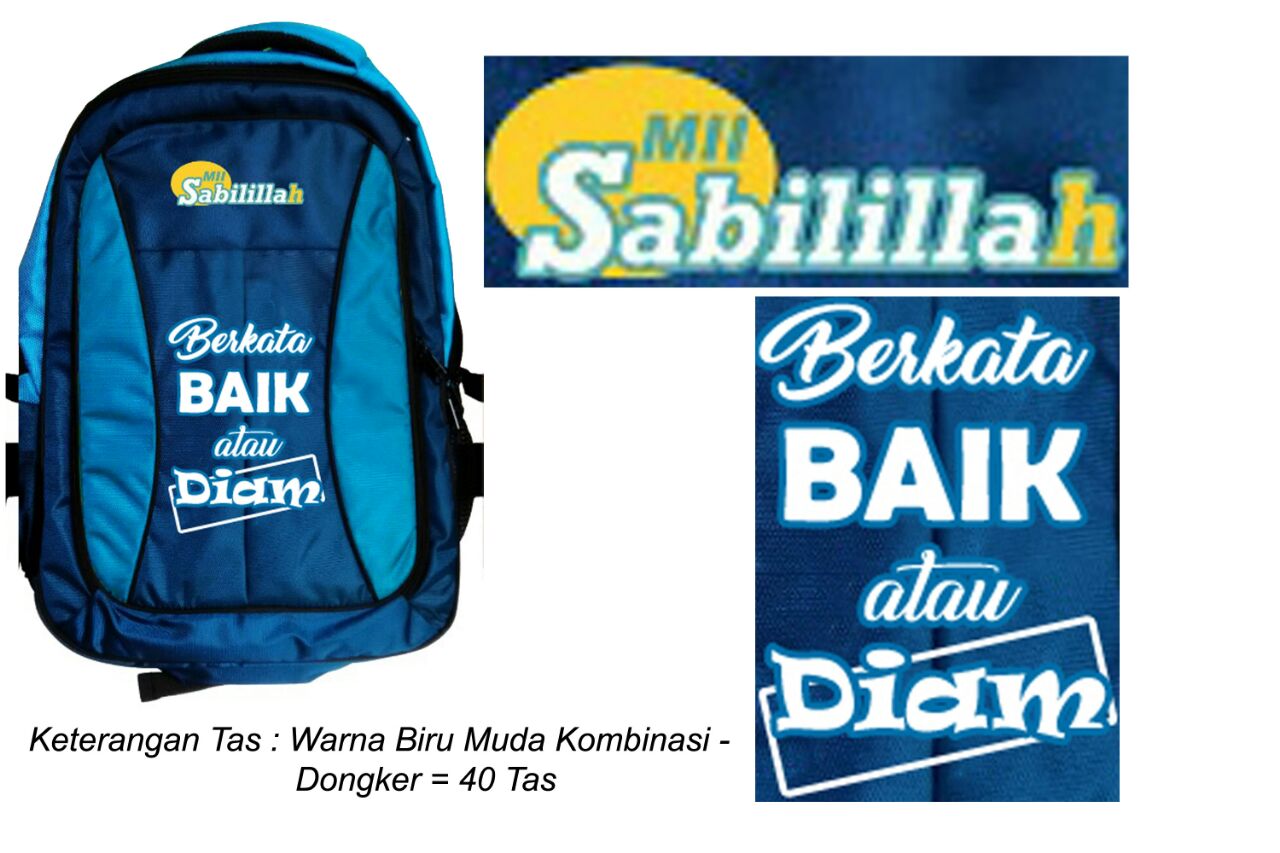 MII
Sabilillah
Berkata
BAIK
atau
Diam
MII
Sabilillah
Berkata
BAIK
atau
Diam
Keterangan Tas : Warna Biru Muda Kombinasi -
Dongker = 40 Tas